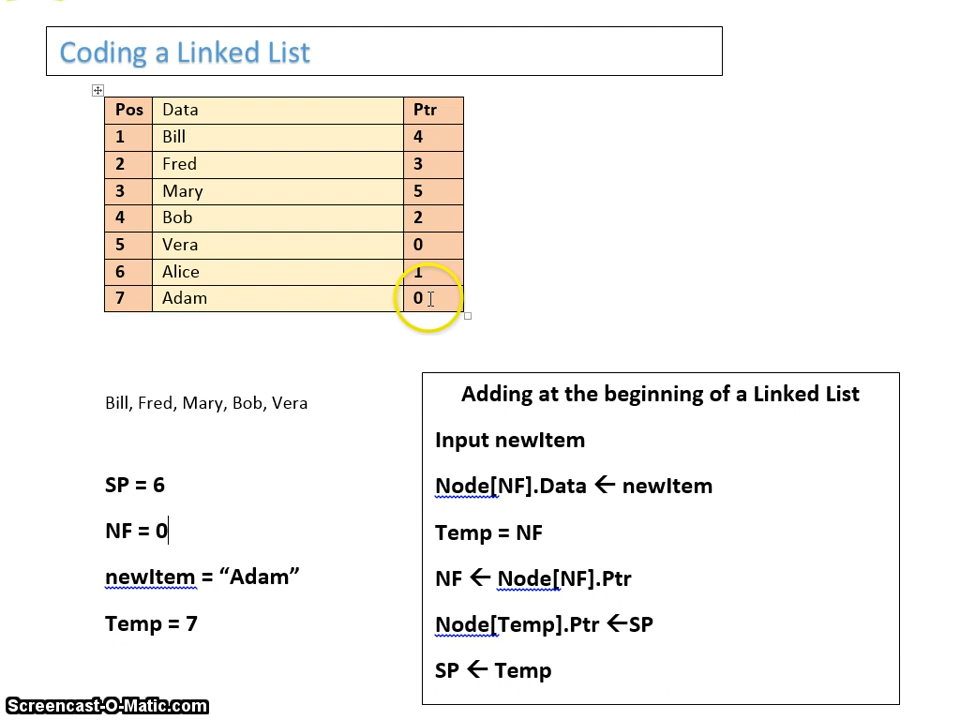 Coding a Linked List
Pos Data Ptr
1 Bill 4
2 Fred 3
3 Mary 5
4 Bob 2
5 Vera 0
6 Alice 1
7 Adam 0
Bill, Fred, Mary, Bob, Vera
SP = 6
NF = 0
newItem = “Adam”
Temp = 7
Adding at the beginning of a Linked List
Input newItem
Node[NF].Data ← newItem
Temp = NF
NF ← Node[NF].Ptr
Node[Temp].Ptr ←SP
SP ← Temp
Screencast-O-Matic.com